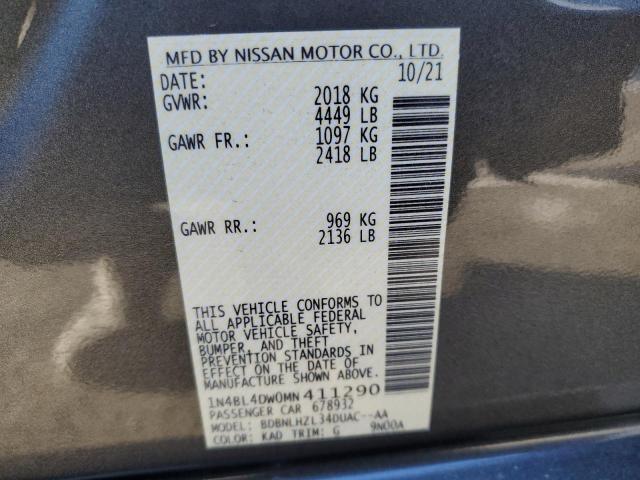 MFD BY NISSAN MOTOR CO., LTD.
DATE: 10/21
GVWR: 2018 KG
4449 LB
GAWR FR.: 1097 KG
2418 LB
GAWR RR.: 969 KG
2136 LB
THIS VEHICLE CONFORMS TO
ALL APPLICABLE FEDERAL
MOTOR VEHICLE SAFETY,
BUMPER, AND THEFT
PREVENTION STANDARDS IN
EFFECT ON THE DATE OF
MANUFACTURE SHOWN ABOVE.
1N4BL4DW0MN411290
PASSENGER CAR 678932
MODEL: BDBNLHZL34DUAC--AA
COLOR: KAD TRIM: G 9N00A